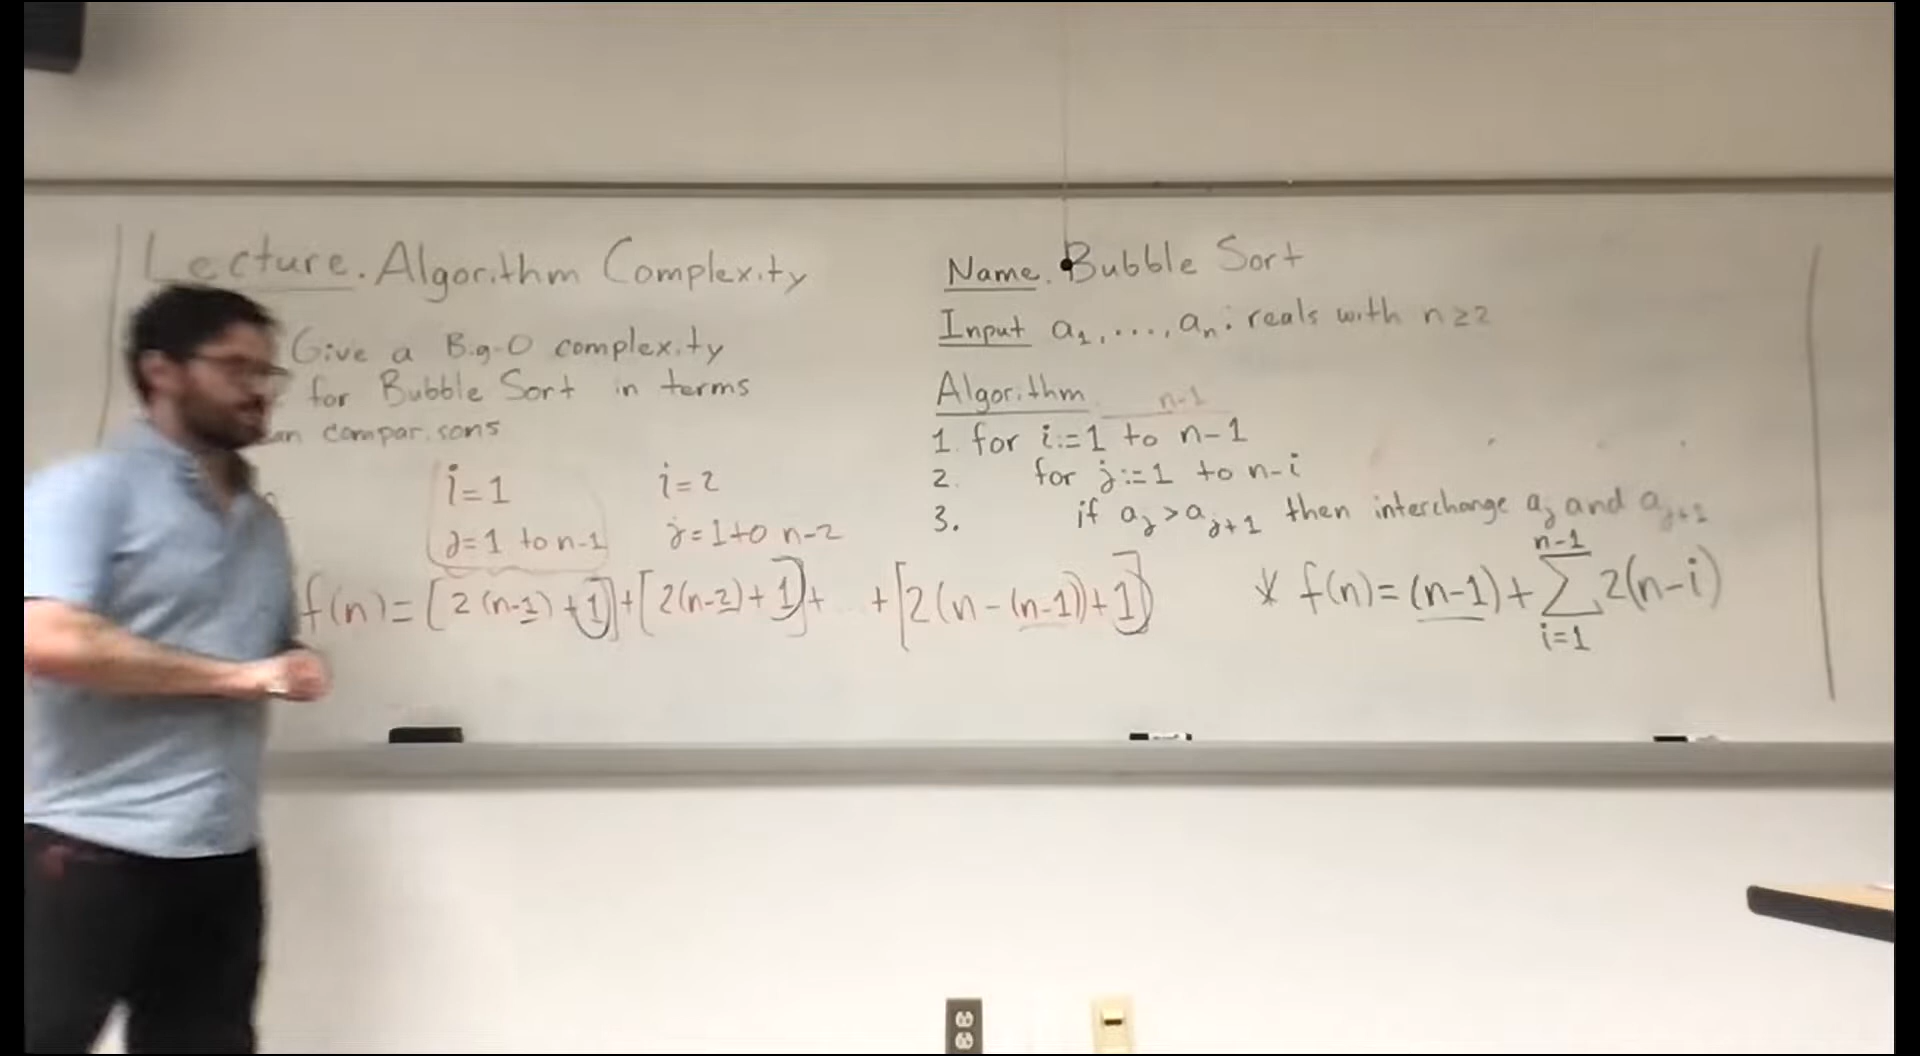 Lecture. Algorithm Complexity
Give a Big-O complexity
for Bubble Sort in terms
comparisons
i=1 i=2
j=1 to n-1 j=1 to n-2
f(n)= [2(n-1)+1]+[2(n-2)+1]+ +[2(n-(n-1))+1]
Name. Bubble Sort
Input a₁,...,aₙ: reals with n≥2
Algorithm. n-1
1. for i:=1 to n-1
2. for j:=1 to n-i
3. if aⱼ>aⱼ₊₁ then interchange aⱼ and aⱼ₊₁
* f(n)= (n-1)+ n-1 ∑ i=1 2(n-i)